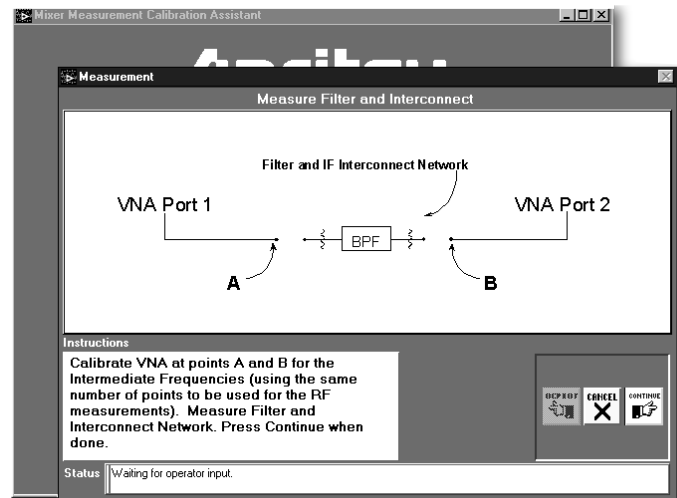 Mixer Measurement Calibration Assistant
Measurement
Measure Filter and Interconnect
Filter and IF Interconnect Network
VNA Port 1
VNA Port 2
BPF
A
B
Instructions
Calibrate VNA at points A and B for the
Intermediate Frequencies (using the same
number of points to be used for the RF
measurements). Measure Filter and
Interconnect Network. Press Continue when
done.
CANCEL
CONTINUE
Status
Waiting for operator input.